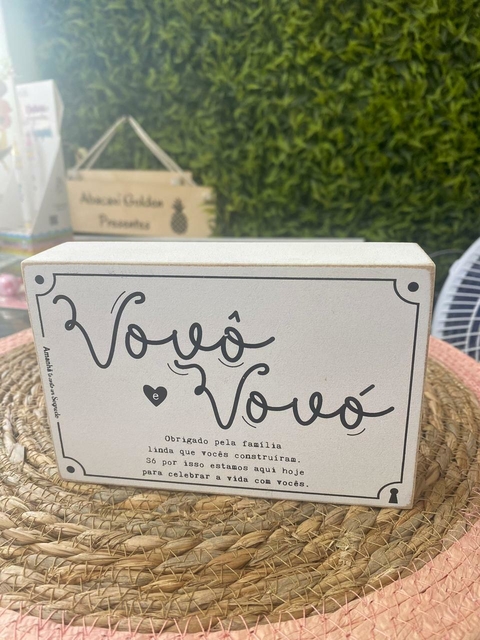 Abacaxi Golden
Presentes
Vovô
e
Vovó
Obrigado pela família
linda que vocês construíram.
Só por isso estamos aqui hoje
para celebrar a vida com vocês.